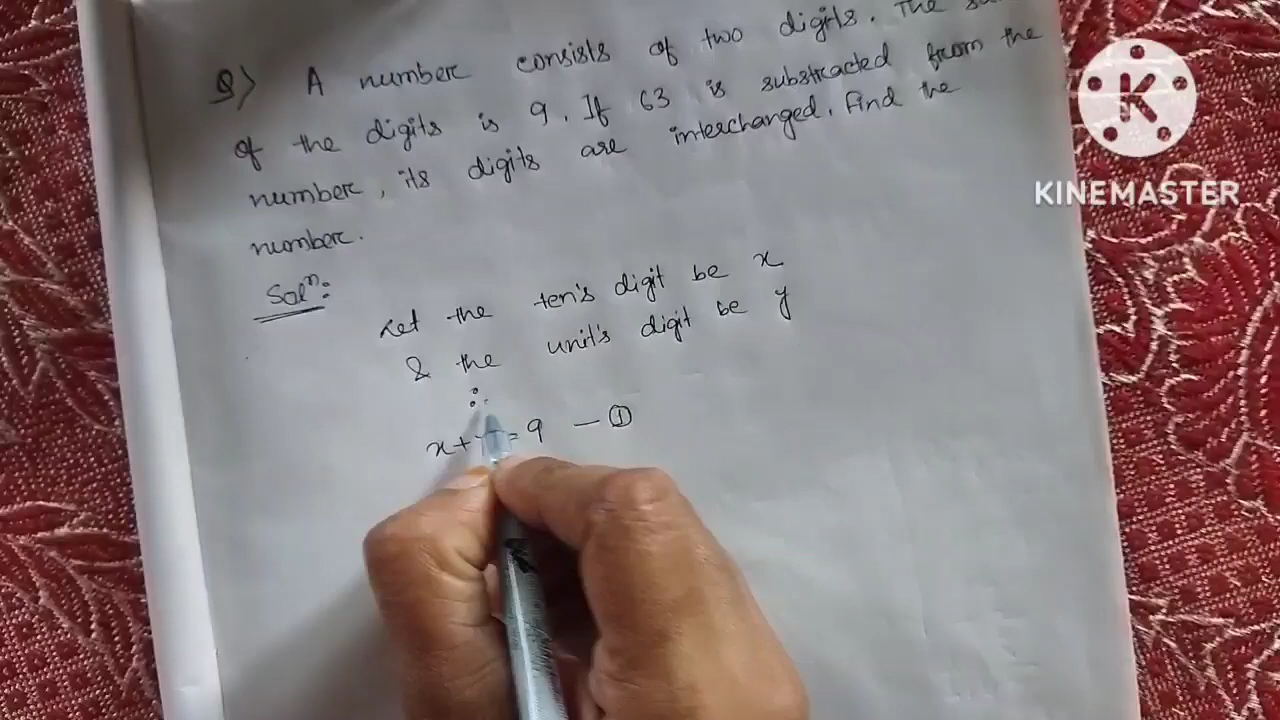 Q) A number consists of two digits. The
of the digits is 9. If 63 is substracted from the
number, its digits are interchanged. Find the
number.
Solⁿ:
Let the ten's digit be x
& the unit's digit be y
∴
x+ = 9 — ①
K
KINEMASTER